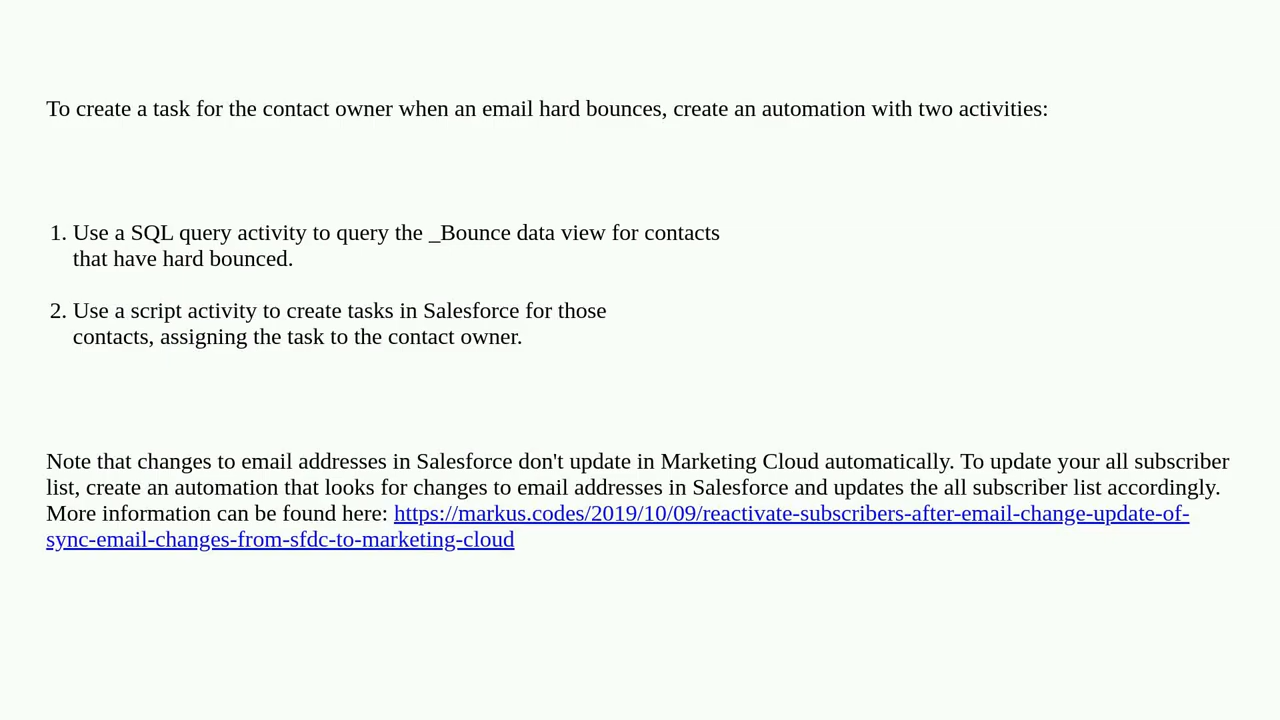 To create a task for the contact owner when an email hard bounces, create an automation with two activities:
1. Use a SQL query activity to query the _Bounce data view for contacts
that have hard bounced.
2. Use a script activity to create tasks in Salesforce for those
contacts, assigning the task to the contact owner.
Note that changes to email addresses in Salesforce don't update in Marketing Cloud automatically. To update your all subscriber
list, create an automation that looks for changes to email addresses in Salesforce and updates the all subscriber list accordingly.
More information can be found here: https://markus.codes/2019/10/09/reactivate-subscribers-after-email-change-update-of-
sync-email-changes-from-sfdc-to-marketing-cloud